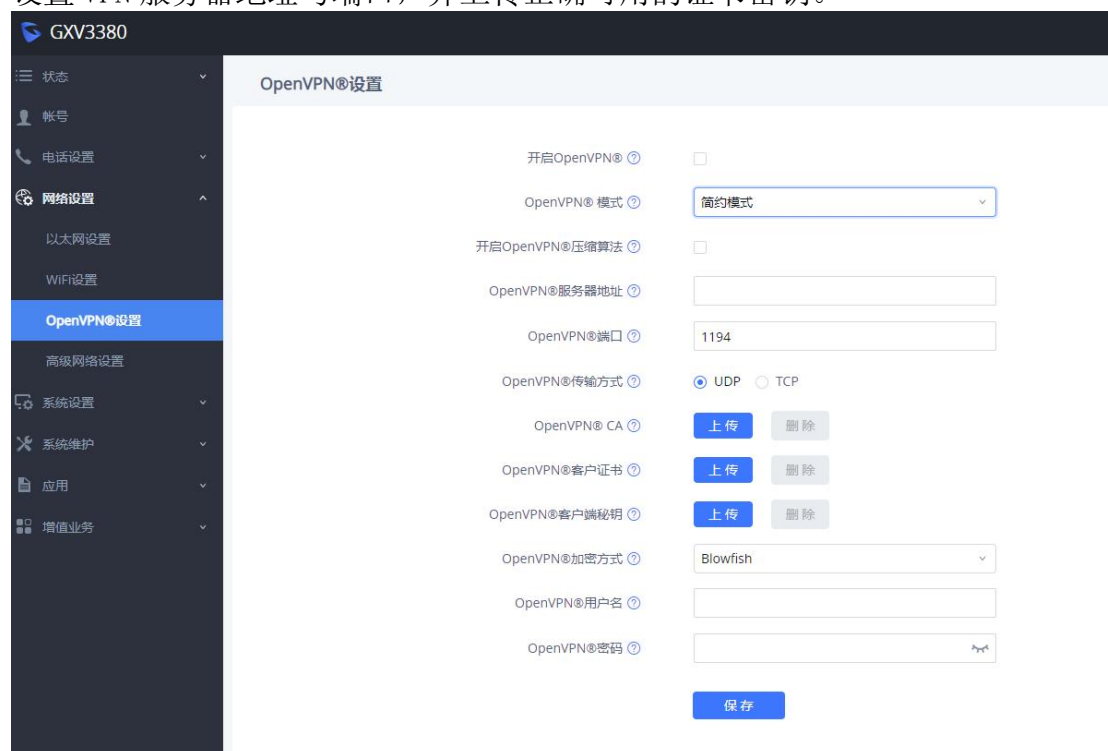 GXV3380
状态
帐号
电话设置
网络设置
以太网设置
WiFi设置
OpenVPN®设置
高级网络设置
系统设置
系统维护
应用
增值业务
OpenVPN®设置
开启OpenVPN®
OpenVPN® 模式 简约模式
开启OpenVPN®压缩算法
OpenVPN®服务器地址
OpenVPN®端口 1194
OpenVPN®传输方式 UDP TCP
OpenVPN® CA 上传 删除
OpenVPN®客户证书 上传 删除
OpenVPN®客户端秘钥 上传 删除
OpenVPN®加密方式 Blowfish
OpenVPN®用户名
OpenVPN®密码
保存